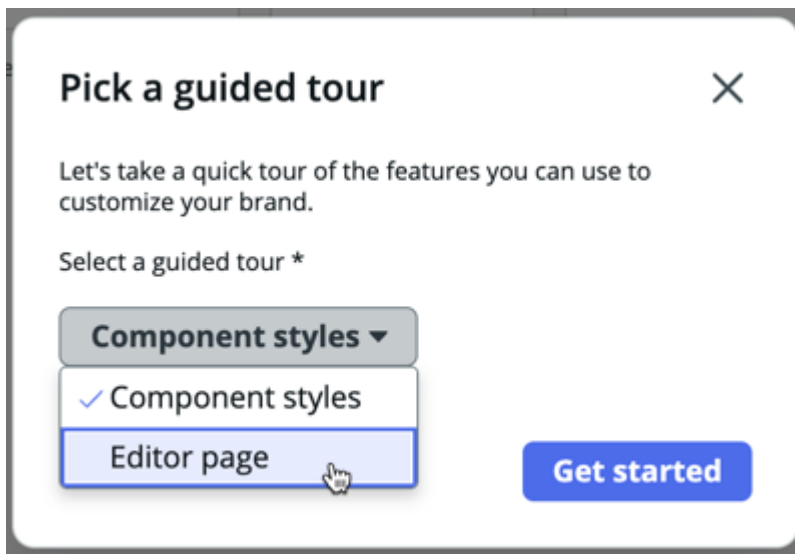 Pick a guided tour
Let's take a quick tour of the features you can use to
customize your brand.
Select a guided tour *
Component styles
Component styles
Editor page
Get started